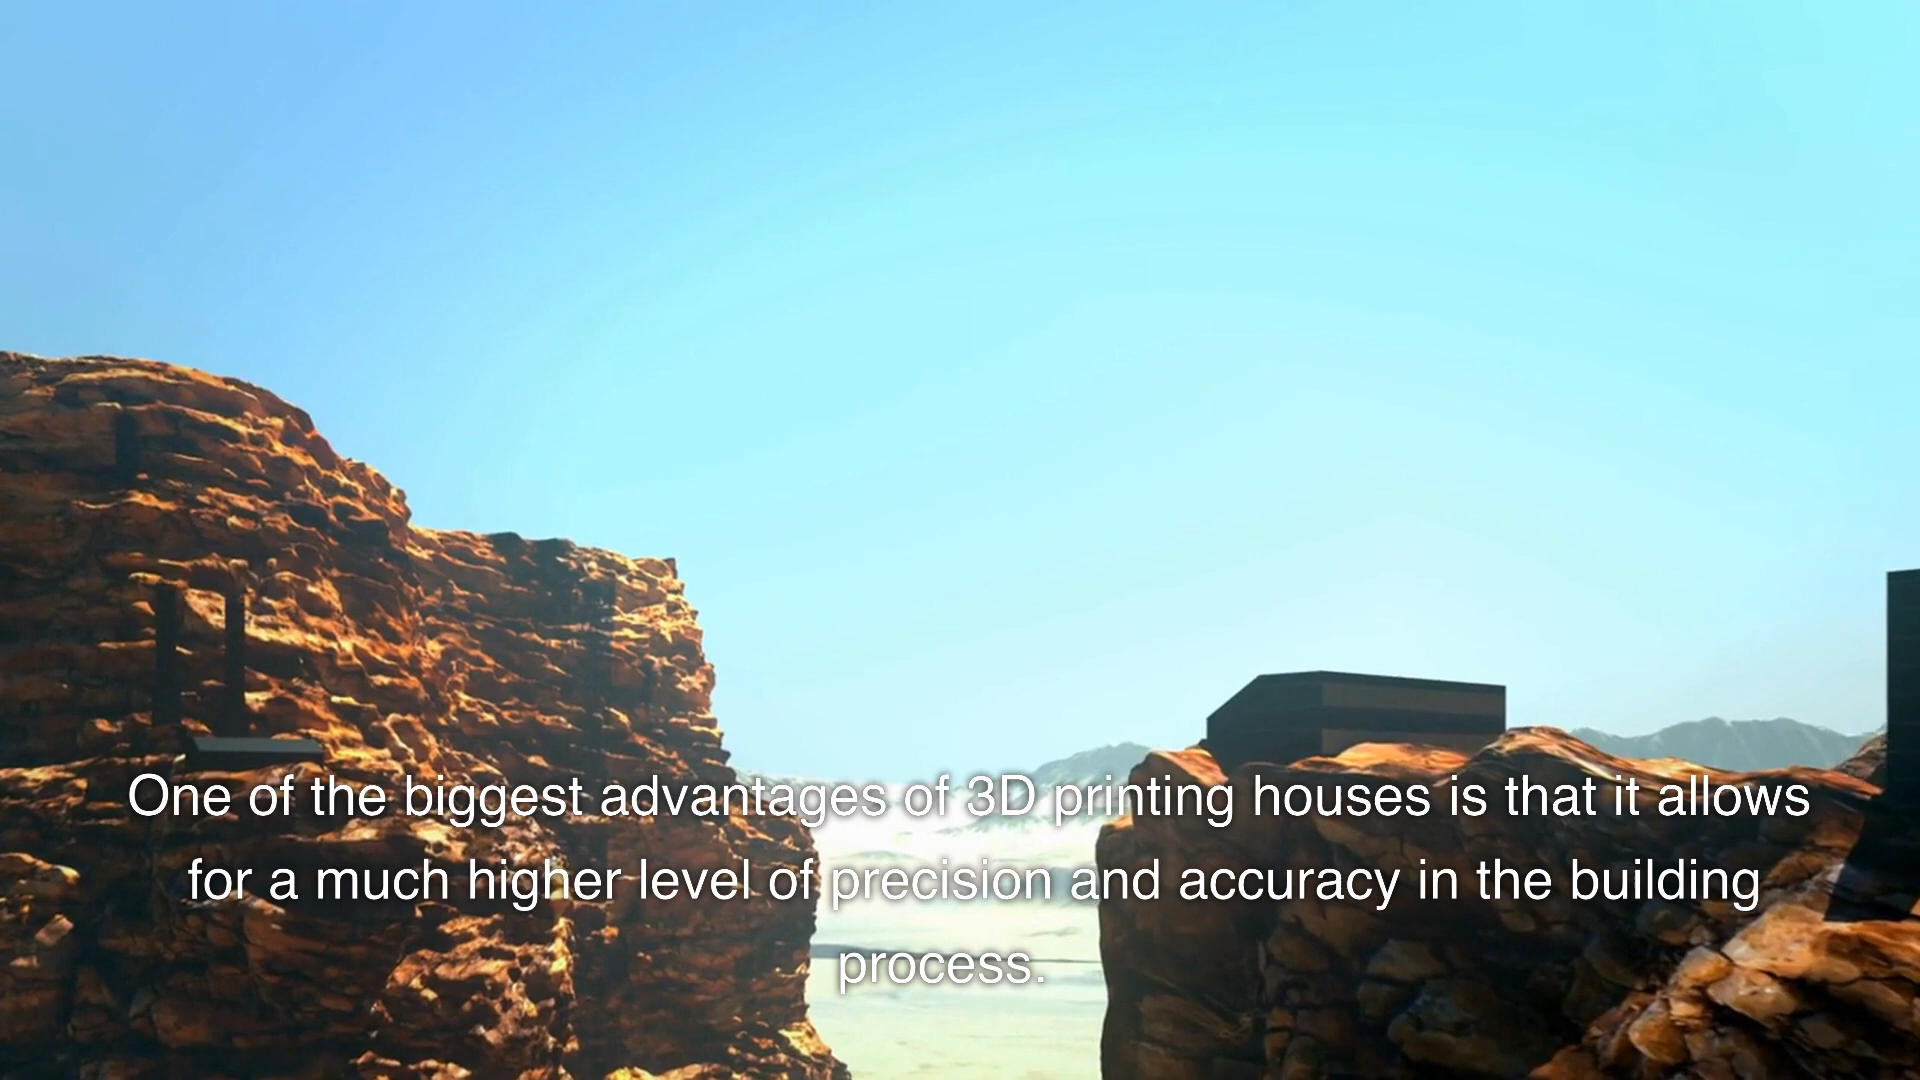 One of the biggest advantages of 3D printing houses is that it allows
for a much higher level of precision and accuracy in the building
process.